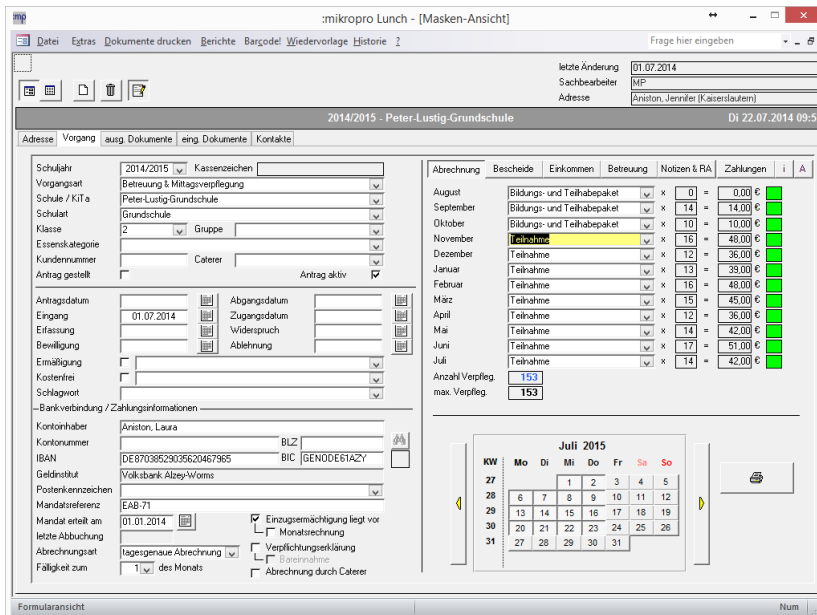 :mp :mikropro Lunch - [Masken-Ansicht]
Datei Extras Dokumente drucken Berichte Barcode! Wiedervorlage Historie ? Frage hier eingeben
letzte Änderung 01.07.2014
Sachbearbeiter MP
Adresse Aniston, Jennifer (Kaiserslautern)
2014/2015 - Peter-Lustig-Grundschule Di 22.07.2014 09:5
Adresse Vorgang ausg. Dokumente eing. Dokumente Kontakte
Schuljahr 2014/2015 Kassenzeichen
Vorgangsart Betreuung & Mittagsverpflegung
Schule / KiTa Peter-Lustig-Grundschule
Schulart Grundschule
Klasse 2 Gruppe
Essenskategorie
Kundennummer Caterer
Antrag gestellt Antrag aktiv
Antragsdatum Abgangsdatum
Eingang 01.07.2014 Zugangsdatum
Erfassung Widerspruch
Bewilligung Ablehnung
Ermäßigung
Kostenfrei
Schlagwort
Bankverbindung / Zahlungsinformationen
Kontoinhaber Aniston, Laura
Kontonummer BLZ
IBAN DE87038529035620467965 BIC GENODE61AZY
Geldinstitut Volksbank Alzey-Worms
Postenkennzeichen
Mandatsreferenz EAB-71
Mandat erteilt am 01.01.2014 Einzugsermächtigung liegt vor
letzte Abbuchung Monatsrechnung
Verpflichtungserklärung
Abrechnungsart tagesgenaue Abrechnung Bareinnahme
Fälligkeit zum 1 des Monats Abrechnung durch Caterer
Abrechnung Bescheide Einkommen Betreuung Notizen & RA Zahlungen i A
August Bildungs- und Teilhabepaket x 0 = 0,00 €
September Bildungs- und Teilhabepaket x 14 = 14,00 €
Oktober Bildungs- und Teilhabepaket x 10 = 10,00 €
November Teilnahme x 16 = 48,00 €
Dezember Teilnahme x 12 = 36,00 €
Januar Teilnahme x 13 = 39,00 €
Februar Teilnahme x 16 = 48,00 €
März Teilnahme x 15 = 45,00 €
April Teilnahme x 12 = 36,00 €
Mai Teilnahme x 14 = 42,00 €
Juni Teilnahme x 17 = 51,00 €
Juli Teilnahme x 14 = 42,00 €
Anzahl Verpfleg. 153
max. Verpfleg. 153
Juli 2015
KW Mo Di Mi Do Fr Sa So
27 1 2 3 4 5
28 6 7 8 9 10 11 12
29 13 14 15 16 17 18 19
30 20 21 22 23 24 25 26
31 27 28 29 30 31
Formularansicht Num